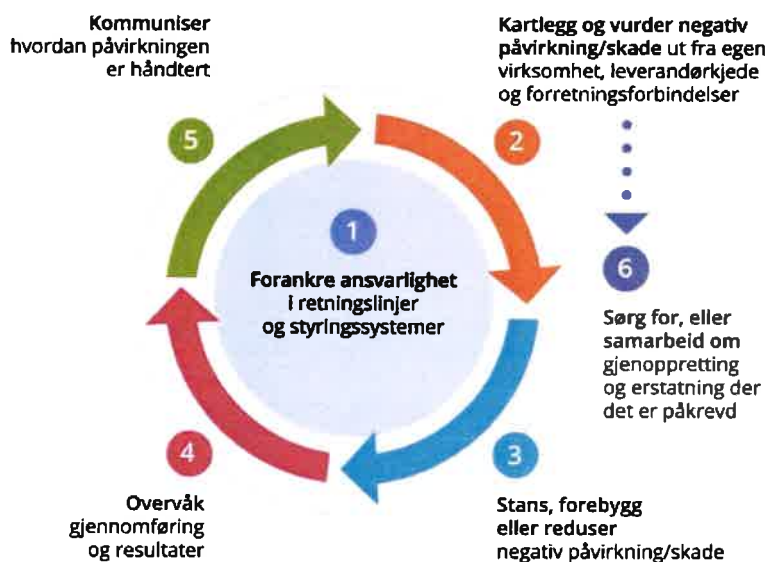 Kommuniser
hvordan påvirkningen
er håndtert
5
Kartlegg og vurder negativ
påvirkning/skade ut fra egen
virksomhet, leverandørkjede
og forretningsforbindelser
2
1
Forankre ansvarlighet
i retningslinjer
og styringssystemer
6
Sørg for, eller
samarbeid om
gjenoppretting
og erstatning der
det er påkrevd
4
Overvåk
gjennomføring
og resultater
3
Stans, forebygg
eller reduser
negativ påvirkning/skade